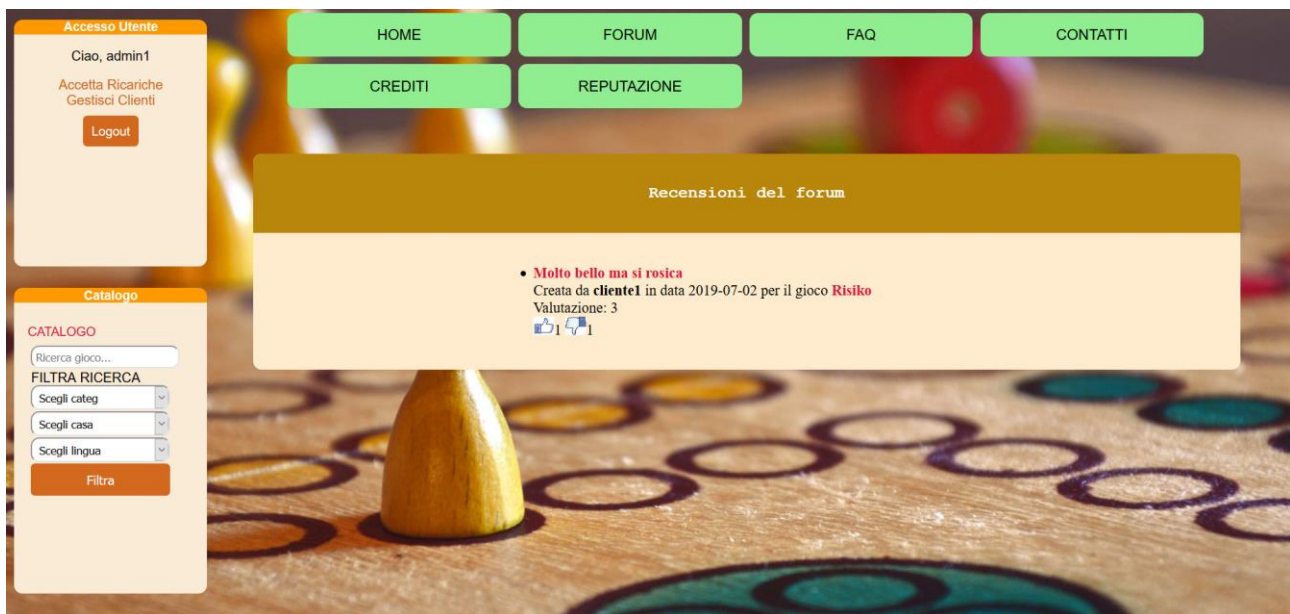 Accesso Utente
Ciao, admin1
Accetta Ricariche
Gestisci Clienti
Logout
Catalogo
CATALOGO
Ricerca gioco...
FILTRA RICERCA
Scegli categ
Scegli casa
Scegli lingua
Filtra
HOME FORUM FAQ CONTATTI
CREDITI REPUTAZIONE
Recensioni del forum
• Molto bello ma si rosica
Creata da cliente1 in data 2019-07-02 per il gioco Risiko
Valutazione: 3
1 1